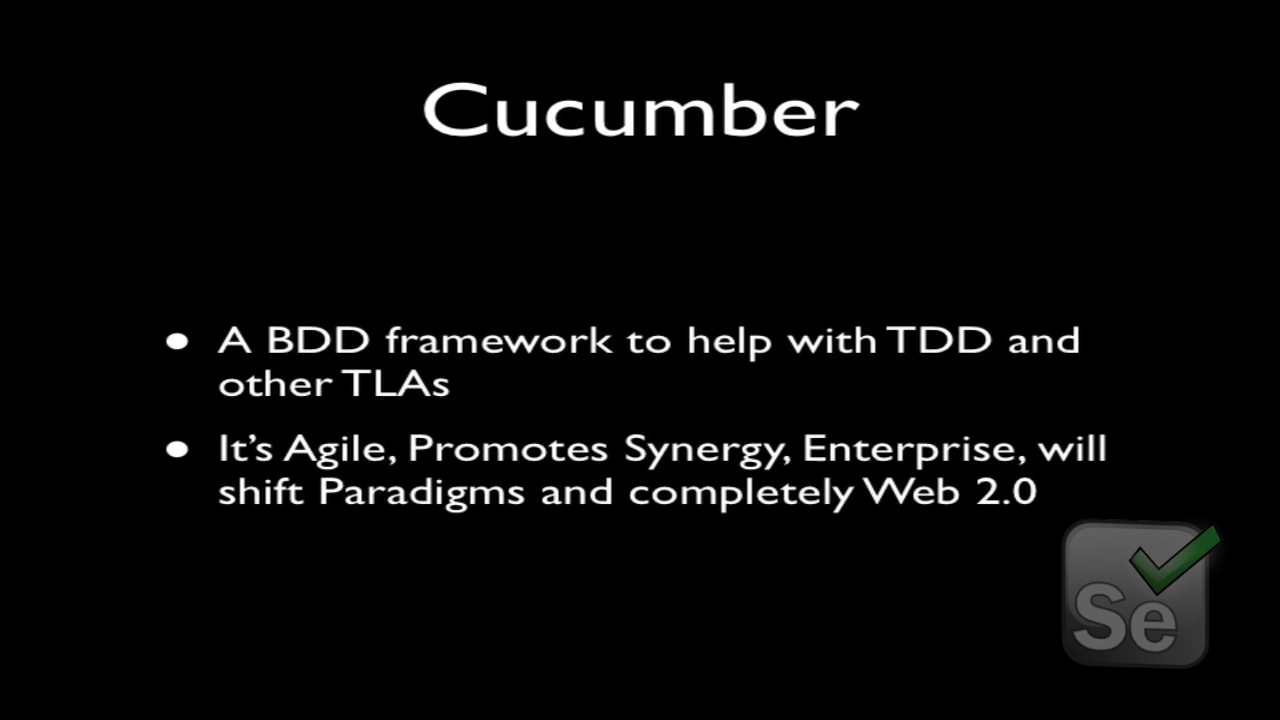 Cucumber
• A BDD framework to help with TDD and
other TLAs
• It’s Agile, Promotes Synergy, Enterprise, will
shift Paradigms and completely Web 2.0
Se